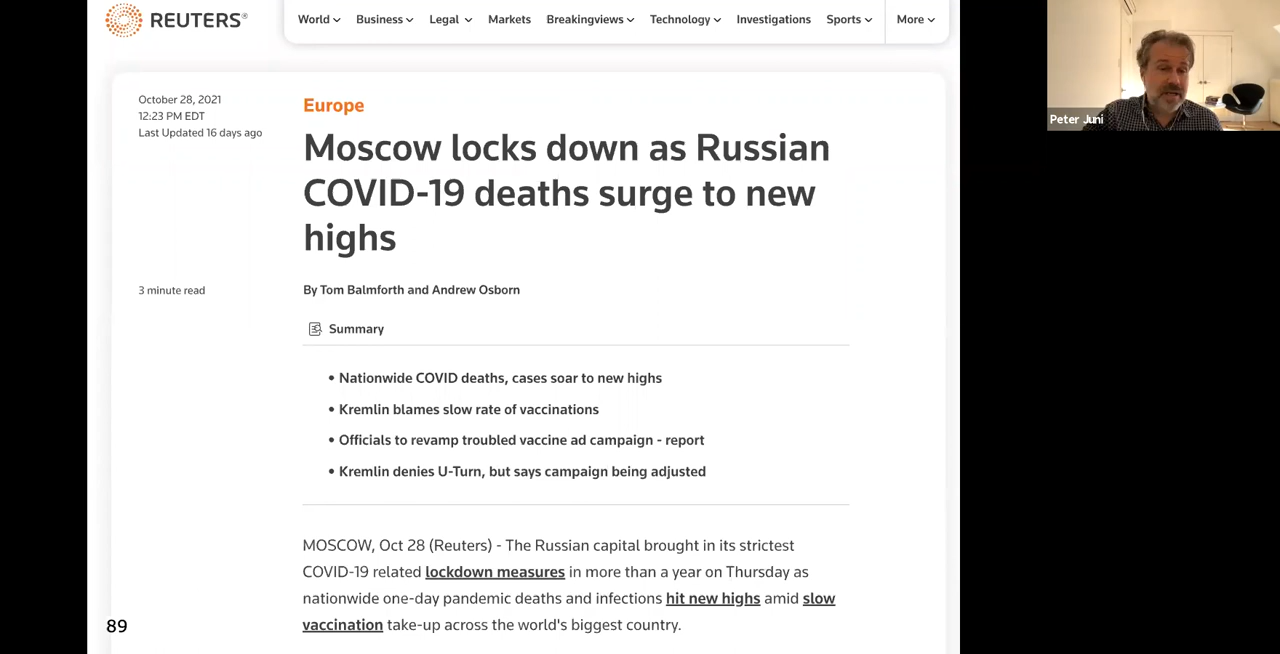 REUTERS®
World Business Legal Markets Breakingviews Technology Investigations Sports More
October 28, 2021
12:23 PM EDT
Last Updated 16 days ago
Europe
Moscow locks down as Russian
COVID-19 deaths surge to new
highs
3 minute read
By Tom Balmforth and Andrew Osborn
Summary
• Nationwide COVID deaths, cases soar to new highs
• Kremlin blames slow rate of vaccinations
• Officials to revamp troubled vaccine ad campaign - report
• Kremlin denies U-Turn, but says campaign being adjusted
MOSCOW, Oct 28 (Reuters) - The Russian capital brought in its strictest
COVID-19 related lockdown measures in more than a year on Thursday as
nationwide one-day pandemic deaths and infections hit new highs amid slow
vaccination take-up across the world's biggest country.
89
Peter Juni